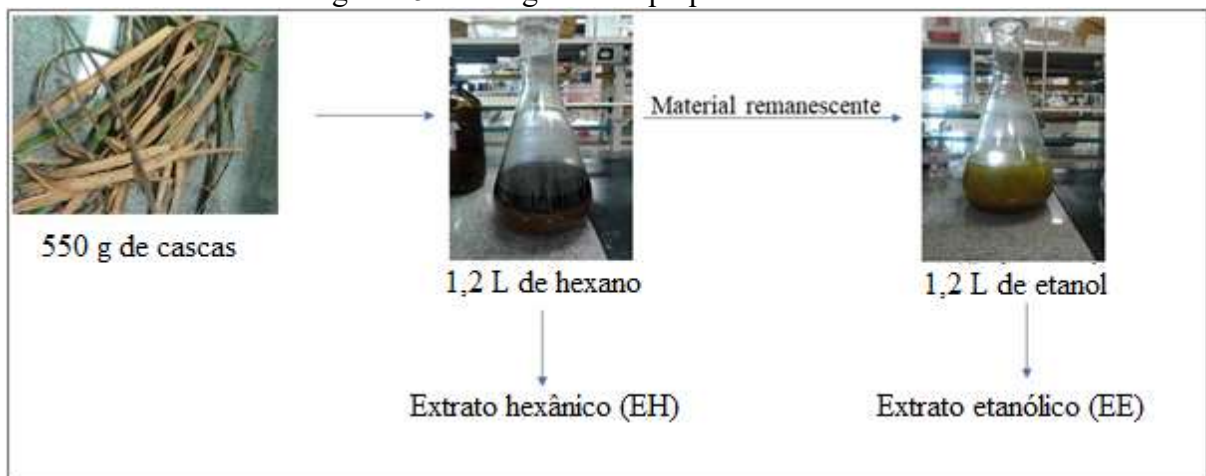 550 g de cascas
1,2 L de hexano
Material remanescente
1,2 L de etanol
Extrato hexânico (EH)
Extrato etanólico (EE)